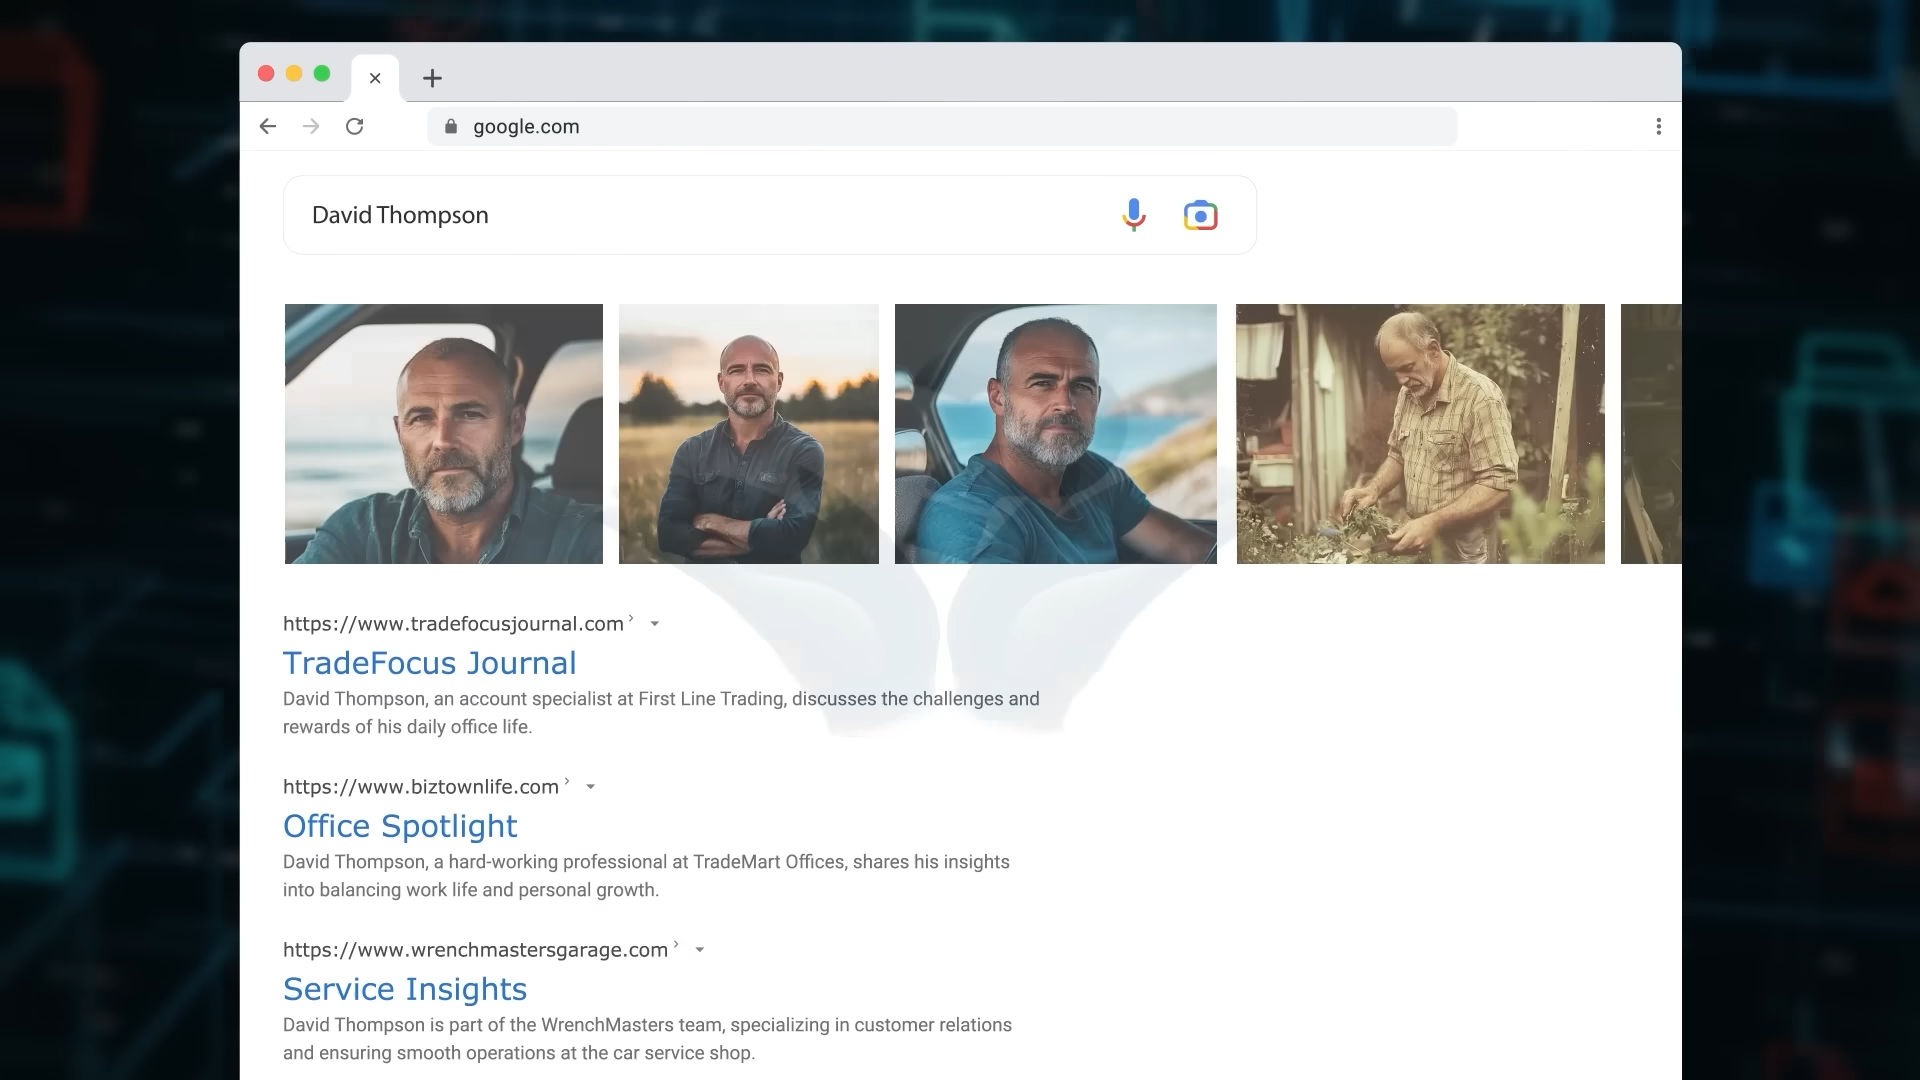 google.com
David Thompson
https://www.tradefocusjournal.com
TradeFocus Journal
David Thompson, an account specialist at First Line Trading, discusses the challenges and
rewards of his daily office life.
https://www.biztownlife.com
Office Spotlight
David Thompson, a hard-working professional at TradeMart Offices, shares his insights
into balancing work life and personal growth.
https://www.wrenchmastersgarage.com
Service Insights
David Thompson is part of the WrenchMasters team, specializing in customer relations
and ensuring smooth operations at the car service shop.